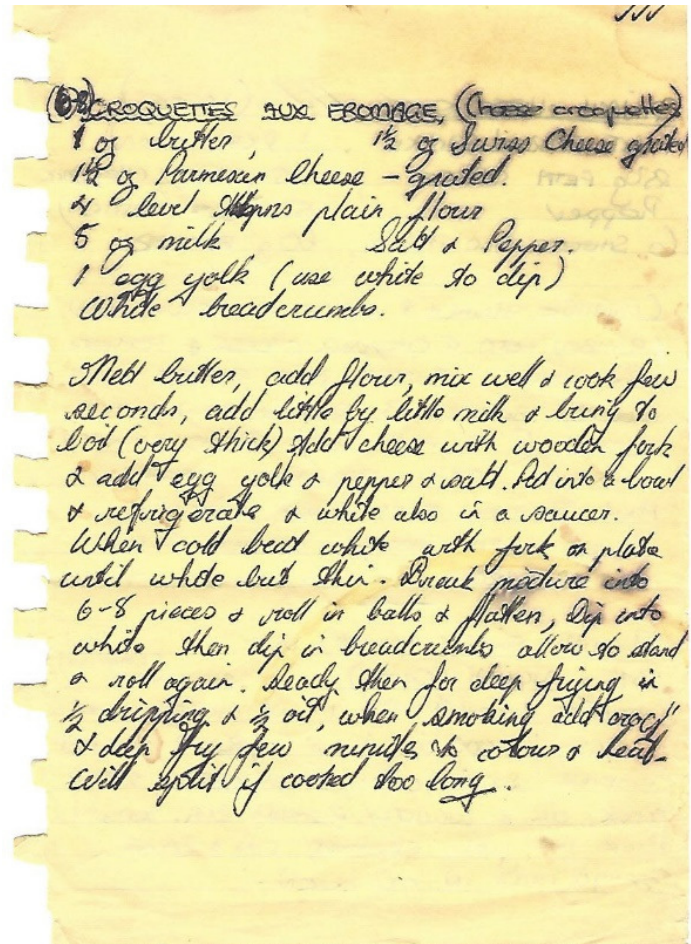 (6-8) CROQUETTES AUX FROMAGE, (Cheese croquettes)
1 oz butter, 1½ oz Swiss Cheese grated
1½ oz Parmesan Cheese - grated.
4 level tbspns plain flour
5 oz milk Salt & Pepper.
1 egg yolk (use white to dip)
White breadcrumbs.
Melt butter, add flour, mix well & cook few
seconds, add little by little milk & bring to
boil (very thick) Add cheese with wooden fork
& add egg yolk & pepper & salt. Put into a bowl
& refrigerate & white also in a saucer.
When cold beat white with fork on plate
until white but thin. Break mixture into
6-8 pieces & roll in balls & flatten, Dip into
white then dip in breadcrumbs allow to stand
& roll again. Ready then for deep frying in
½ dripping & ½ oil, when smoking add "croq"
& deep fry few minutes to colour & heat.
Will split if cooked too long.